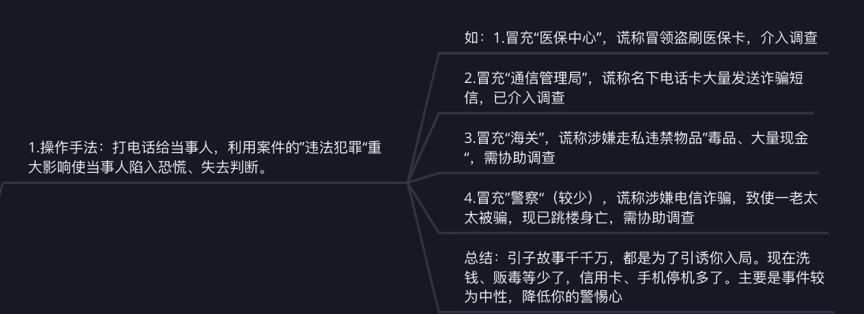 1.操作手法：打电话给当事人，利用案件的”违法犯罪“重
大影响使当事人陷入恐慌、失去判断。
如：1.冒充“医保中心”，谎称冒领盗刷医保卡，介入调查
2.冒充“通信管理局”，谎称名下电话卡大量发送诈骗短
信，已介入调查
3.冒充“海关”，谎称涉嫌走私违禁物品”毒品、大量现金
“，需协助调查
4.冒充”警察“（较少），谎称涉嫌电信诈骗，致使一老太
太被骗，现已跳楼身亡，需协助调查
总结：引子故事千千万，都是为了引诱你入局。现在洗
钱、贩毒等少了，信用卡、手机停机多了。主要是事件较
为中性，降低你的警惕心